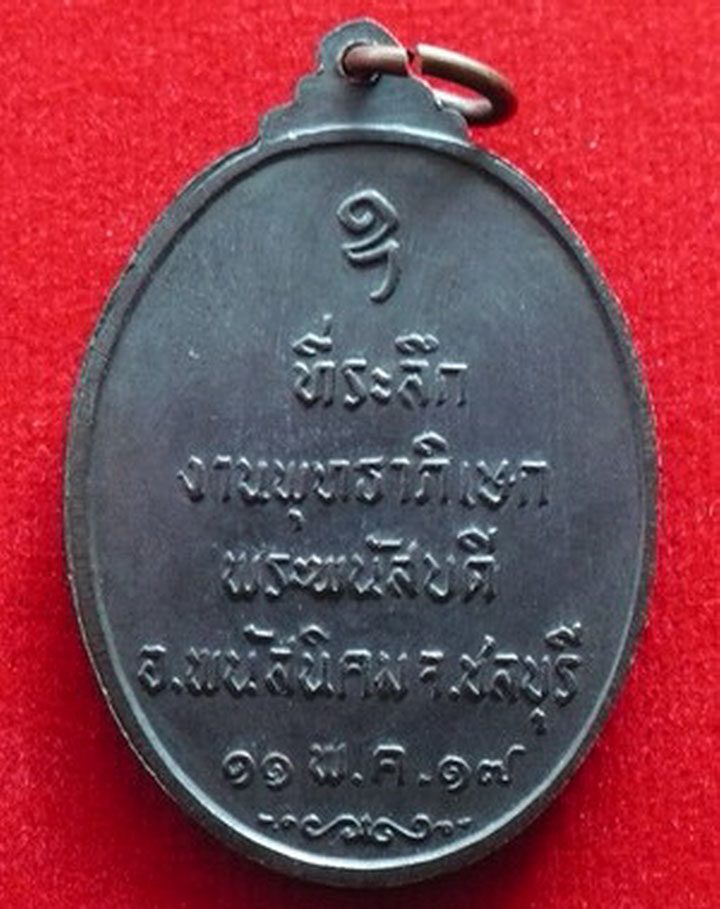 ที่ระลึก
งานพุทธาภิเษก
พระพนัสบดี
อ.พนัสนิคม จ.ชลบุรี
๑๑ พ.ค.๑๗